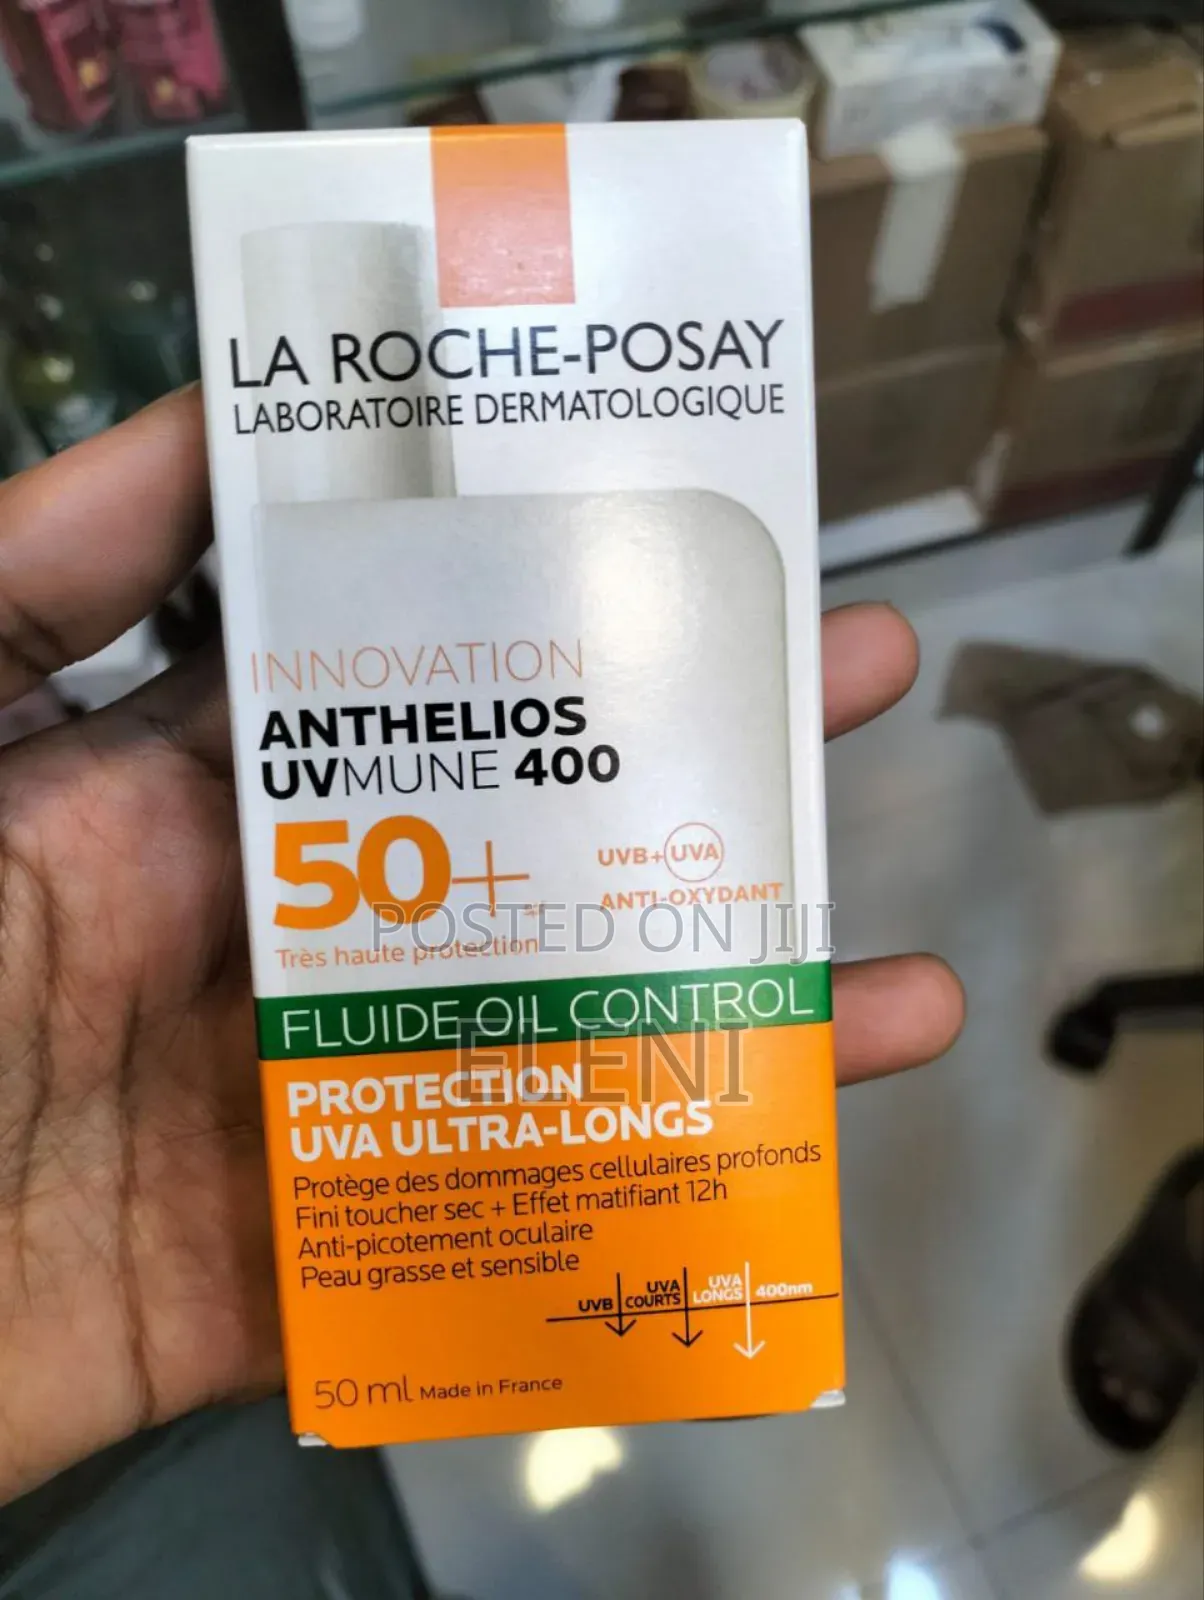 LA ROCHE-POSAY
LABORATOIRE DERMATOLOGIQUE
INNOVATION
ANTHELIOS
UVMUNE 400
50+
UVB+UVA
ANTI-OXYDANT
Très haute protection
POSTED ON JIJI
FLUIDE OIL CONTROL
ELENI
PROTECTION
UVA ULTRA-LONGS
Protège des dommages cellulaires profonds
Fini toucher sec + Effet matifiant 12h
Anti-picotement oculaire
Peau grasse et sensible
UVB UVA COURTS UVA LONGS 400nm
50 ml Made in France